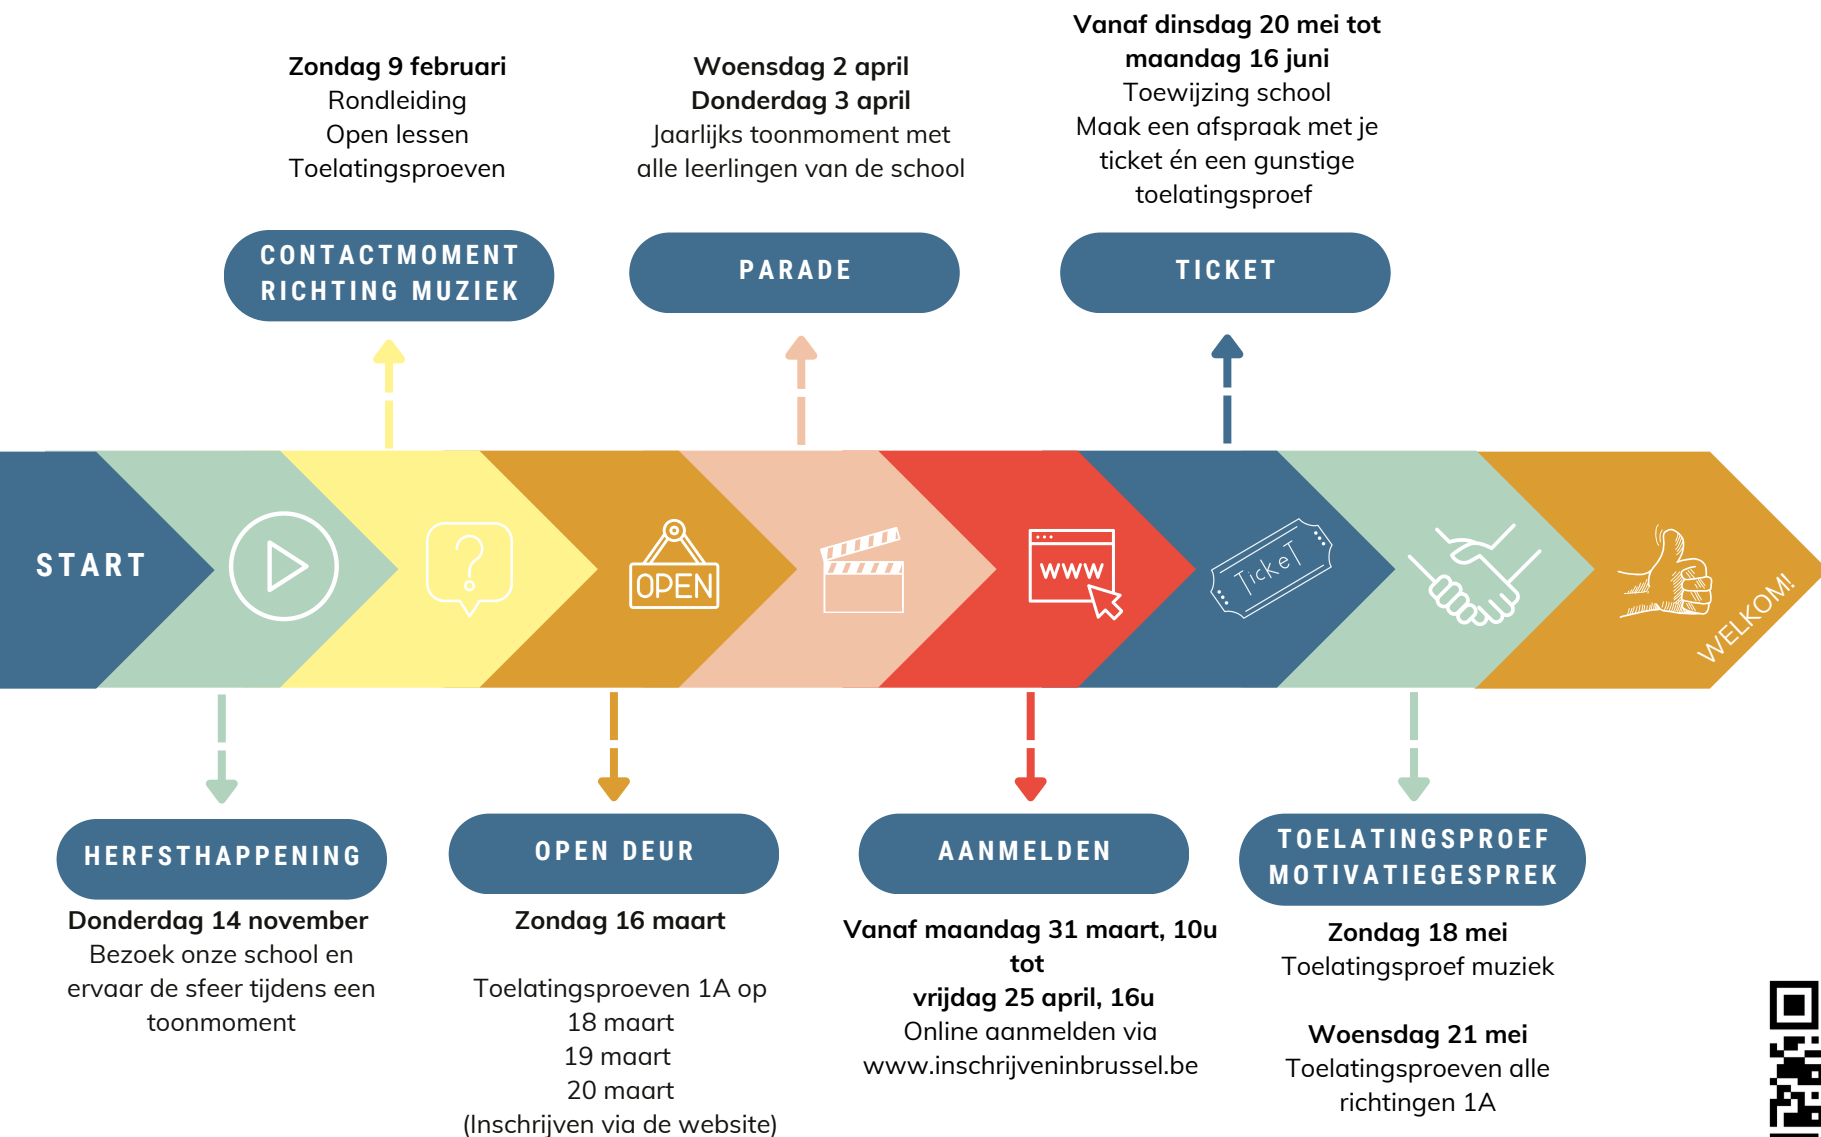 Zondag 9 februari
Rondleiding
Open lessen
Toelatingsproeven
CONTACTMOMENT
RICHTING MUZIEK
Woensdag 2 april
Donderdag 3 april
Jaarlijks toonmoment met
alle leerlingen van de school
PARADE
Vanaf dinsdag 20 mei tot
maandag 16 juni
Toewijzing school
Maak een afspraak met je
ticket én een gunstige
toelatingsproef
TICKET
START
?
OPEN
WWW
TickeT
WELKOM!
HERFSTHAPPENING
Donderdag 14 november
Bezoek onze school en
ervaar de sfeer tijdens een
toonmoment
OPEN DEUR
Zondag 16 maart
Toelatingsproeven 1A op
18 maart
19 maart
20 maart
(Inschrijven via de website)
AANMELDEN
Vanaf maandag 31 maart, 10u
tot
vrijdag 25 april, 16u
Online aanmelden via
www.inschrijveninbrussel.be
TOELATINGSPROEF
MOTIVATIEGESPREK
Zondag 18 mei
Toelatingsproef muziek
Woensdag 21 mei
Toelatingsproeven alle
richtingen 1A